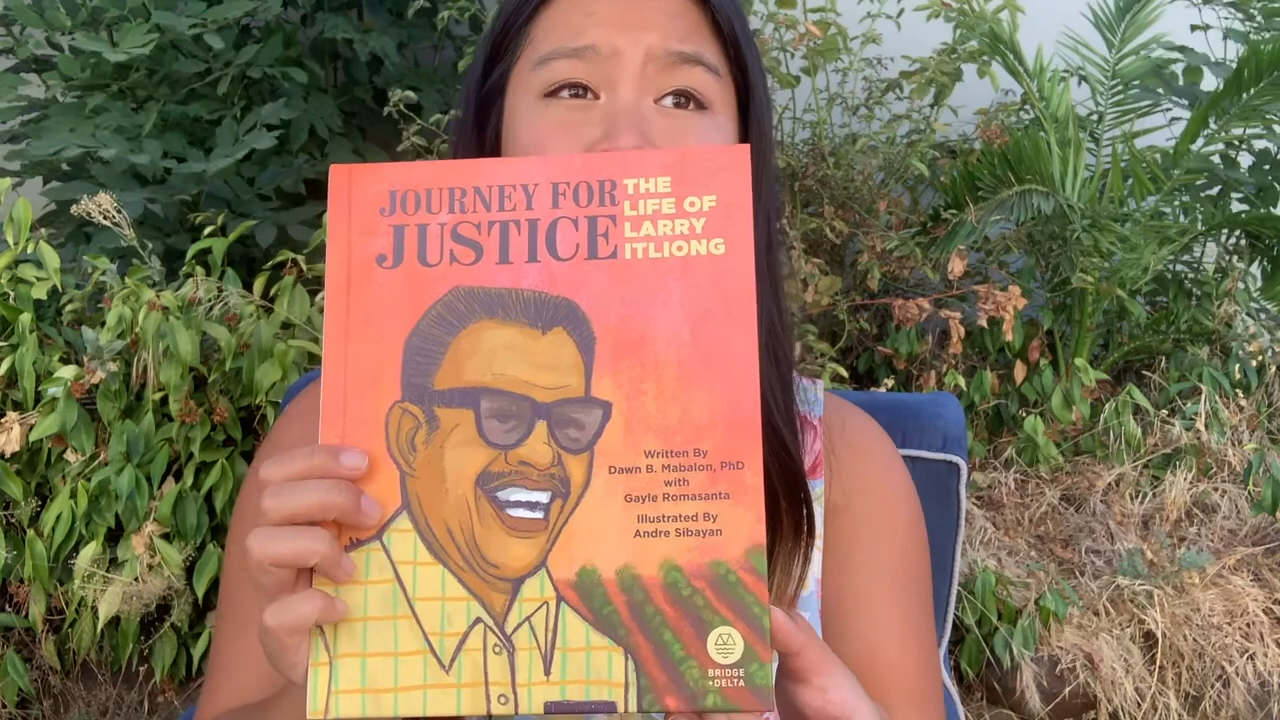 JOURNEY FOR
JUSTICE
THE
LIFE OF
LARRY
ITLIONG
Written By
Dawn B. Mabalon, PhD
with
Gayle Romasanta
Illustrated By
Andre Sibayan
BRIDGE
+DELTA